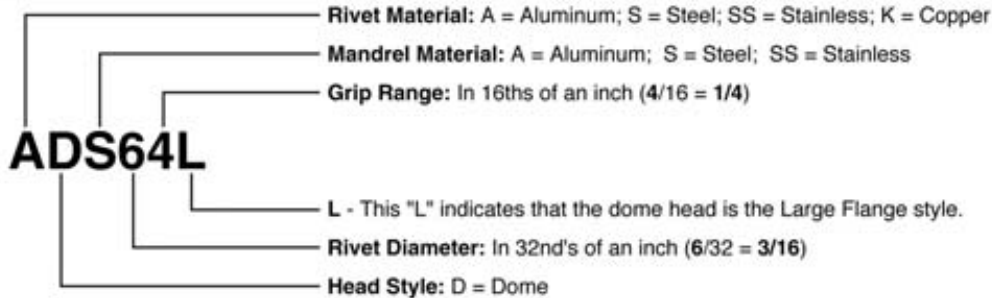 Rivet Material: A = Aluminum; S = Steel; SS = Stainless; K = Copper
Mandrel Material: A = Aluminum; S = Steel; SS = Stainless
Grip Range: In 16ths of an inch (4/16 = 1/4)
ADS64L
L - This "L" indicates that the dome head is the Large Flange style.
Rivet Diameter: In 32nd's of an inch (6/32 = 3/16)
Head Style: D = Dome